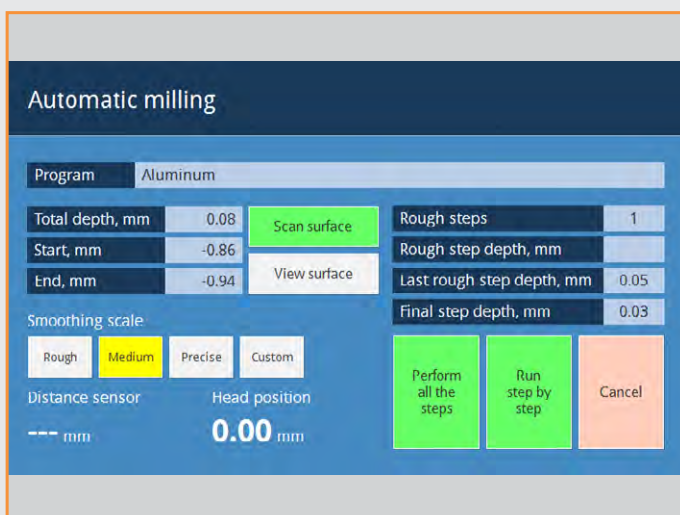 Automatic milling
Program Aluminum
Total depth, mm 0.08
Start, mm -0.86
End, mm -0.94
Scan surface
View surface
Smoothing scale
Rough Medium Precise Custom
Distance sensor Head position
--- mm 0.00 mm
Rough steps 1
Rough step depth, mm
Last rough step depth, mm 0.05
Final step depth, mm 0.03
Perform
all the
steps
Run
step by
step
Cancel